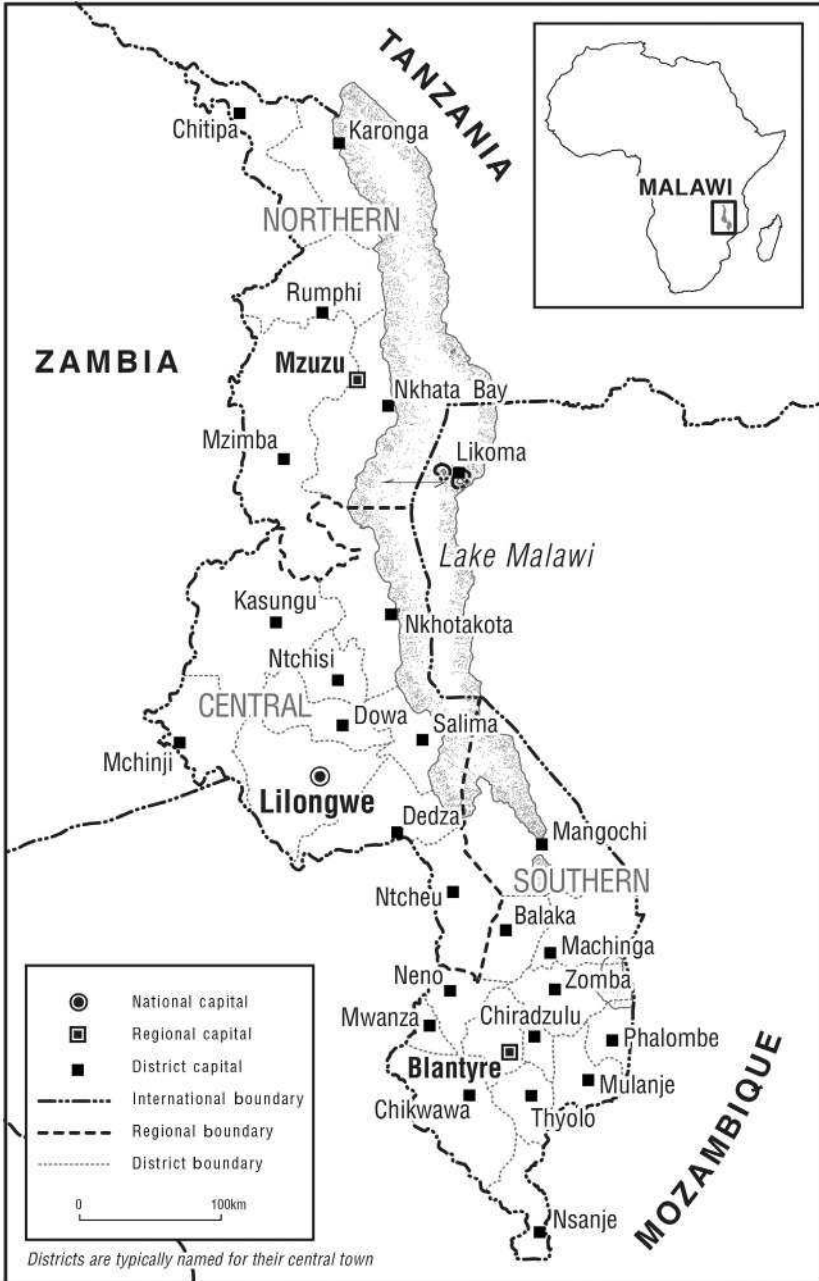 TANZANIA
Chitipa
Karonga
NORTHERN
MALAWI
Rumphi
ZAMBIA
Mzuzu
Nkhata Bay
Mzimba
Likoma
Lake Malawi
Kasungu
Nkhotakota
Ntchisi
CENTRAL
Dowa
Salima
Mchinji
Lilongwe
Dedza
Mangochi
Ntcheu
SOUTHERN
Balaka
Machinga
Neno
Zomba
Mwanza
Chiradzulu
Phalombe
Blantyre
Mulanje
Chikwawa
Thyolo
MOZAMBIQUE
Nsanje
National capital
Regional capital
District capital
International boundary
Regional boundary
District boundary
0 100km
Districts are typically named for their central town